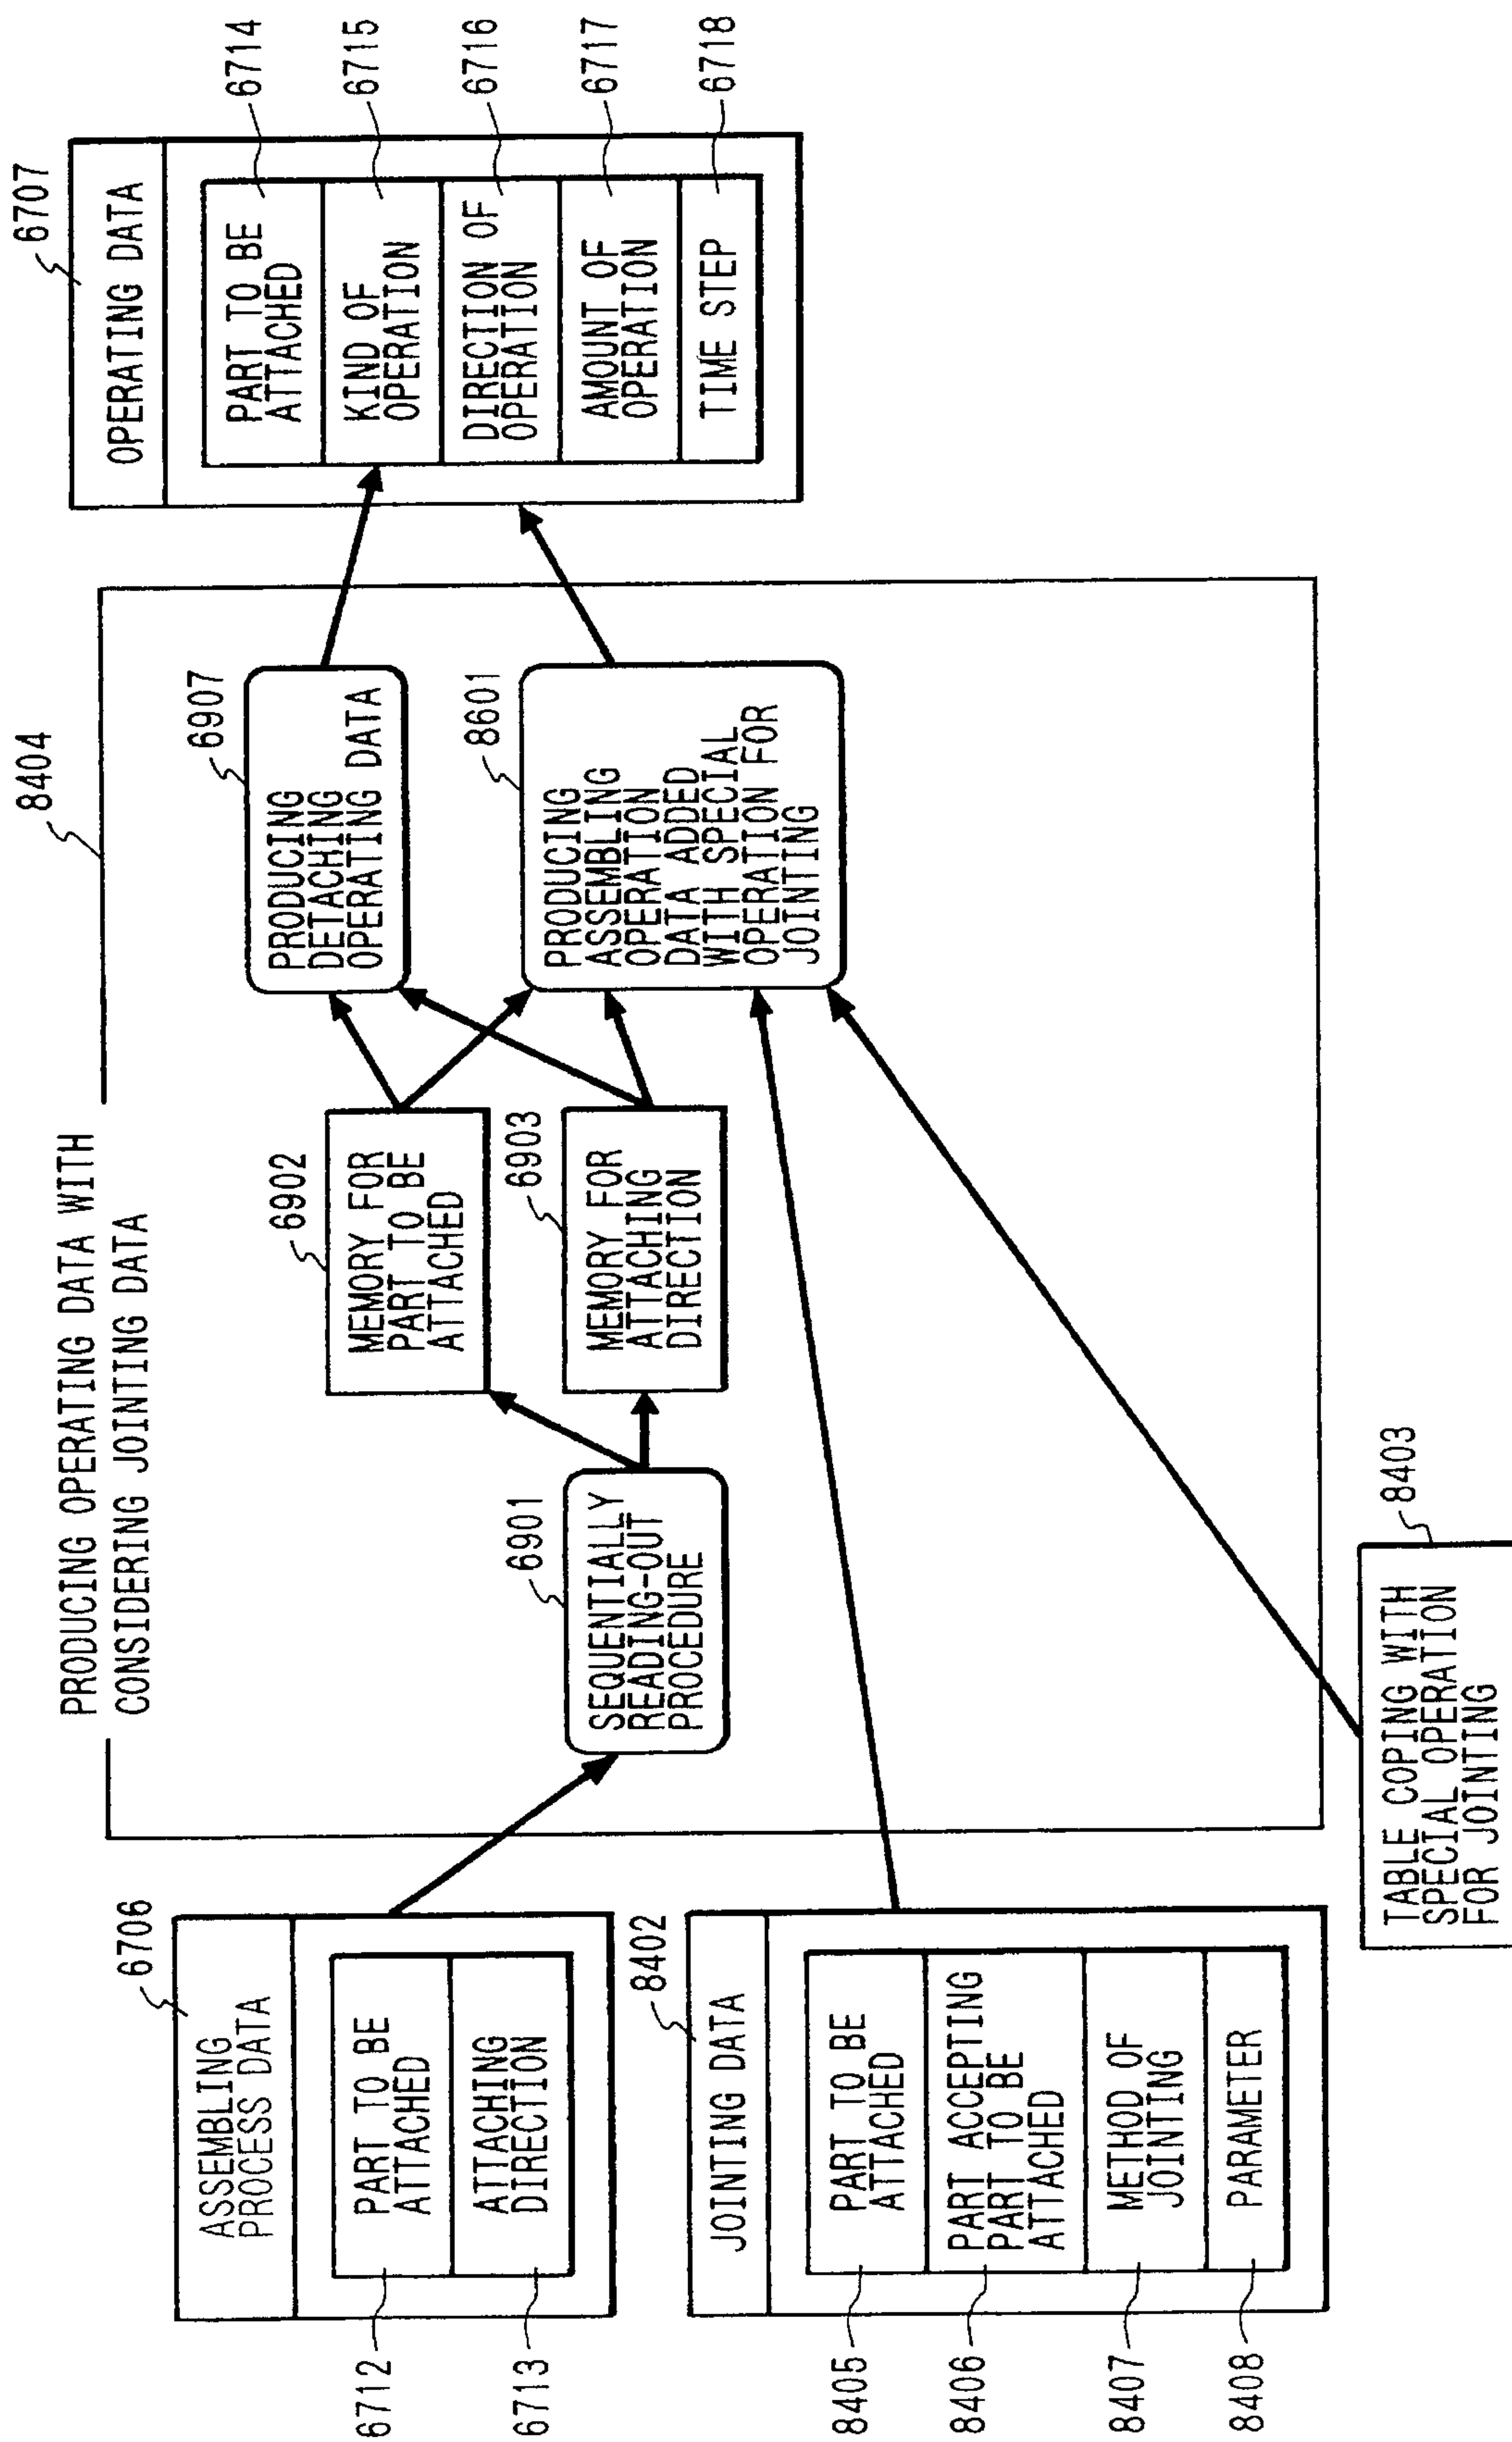 PRODUCING OPERATING DATA WITH
CONSIDERING JOINTING DATA
8404
6706
ASSEMBLING
PROCESS DATA
6712
PART TO BE
ATTACHED
6713
ATTACHING
DIRECTION
8402
JOINTING DATA
8405
PART TO BE
ATTACHED
8406
PART ACCEPTING
PART TO BE
ATTACHED
8407
METHOD OF
JOINTING
8408
PARAMETER
6901
SEQUENTIALLY
READING-OUT
PROCEDURE
6902
MEMORY FOR
PART TO BE
ATTACHED
6903
MEMORY FOR
ATTACHING
DIRECTION
6907
PRODUCING
DETACHING
OPERATING DATA
8601
PRODUCING
ASSEMBLING
OPERATION
DATA ADDED
WITH SPECIAL
OPERATION FOR
JOINTING
8403
TABLE COPING WITH
SPECIAL OPERATION
FOR JOINTING
6707
OPERATING DATA
PART TO BE
ATTACHED
6714
KIND OF
OPERATION
6715
DIRECTION OF
OPERATION
6716
AMOUNT OF
OPERATION
6717
TIME STEP
6718